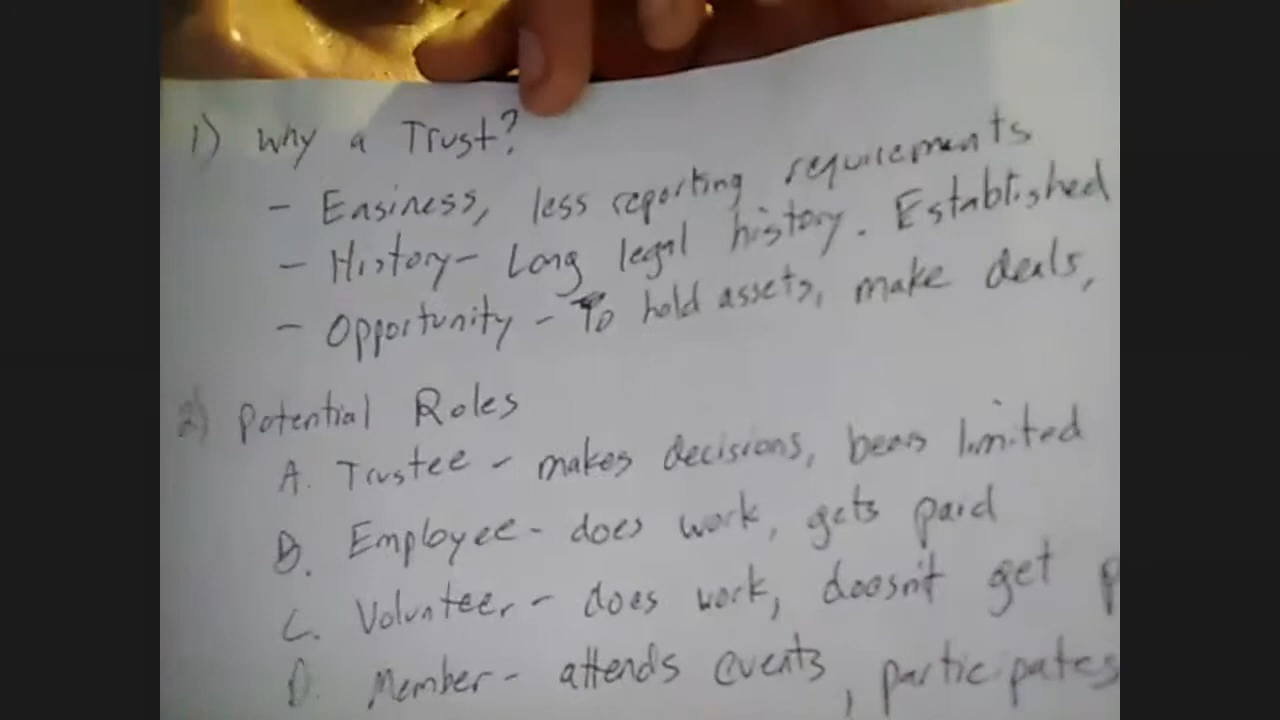 1) Why a Trust?
- Easiness, less reporting requirements
- History - Long legal history. Established
- Opportunity - To hold assets, make deals,
2) Potential Roles
A. Trustee - makes decisions, bears limited
B. Employee - does work, gets paid
C. Volunteer - does work, doesn't get p
D. Member - attends events, participates